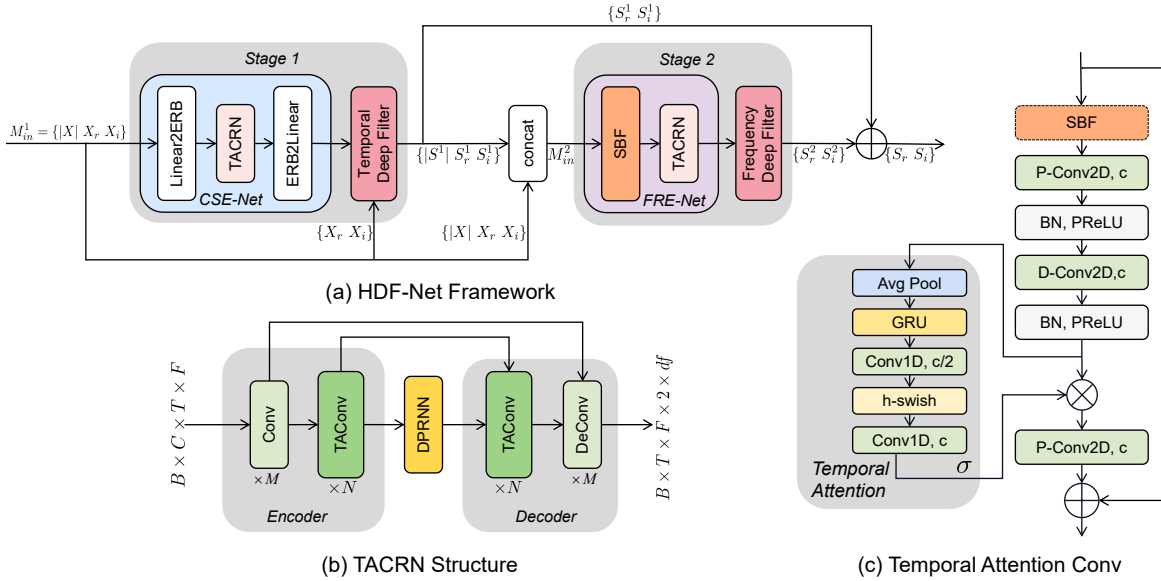 {S_r^1 S_i^1}
Stage 1
Stage 2
M_in^1 = {|X| X_r X_i}
Linear2ERB
TACRN
ERB2Linear
CSE-Net
Temporal
Deep Filter
{|S^1| S_r^1 S_i^1}
concat
M_in^2
SBF
TACRN
FRE-Net
Frequency
Deep Filter
{S_r^2 S_i^2}
{S_r S_i}
{X_r X_i}
{|X| X_r X_i}
(a) HDF-Net Framework
B × C × T × F
Conv
×M
TAConv
×N
Encoder
DPRNN
TAConv
×N
DeConv
×M
Decoder
B × T × F × 2 × df
(b) TACRN Structure
SBF
P-Conv2D, c
BN, PReLU
D-Conv2D,c
BN, PReLU
Avg Pool
GRU
Conv1D, c/2
h-swish
Conv1D, c
σ
Temporal
Attention
P-Conv2D, c
(c) Temporal Attention Conv